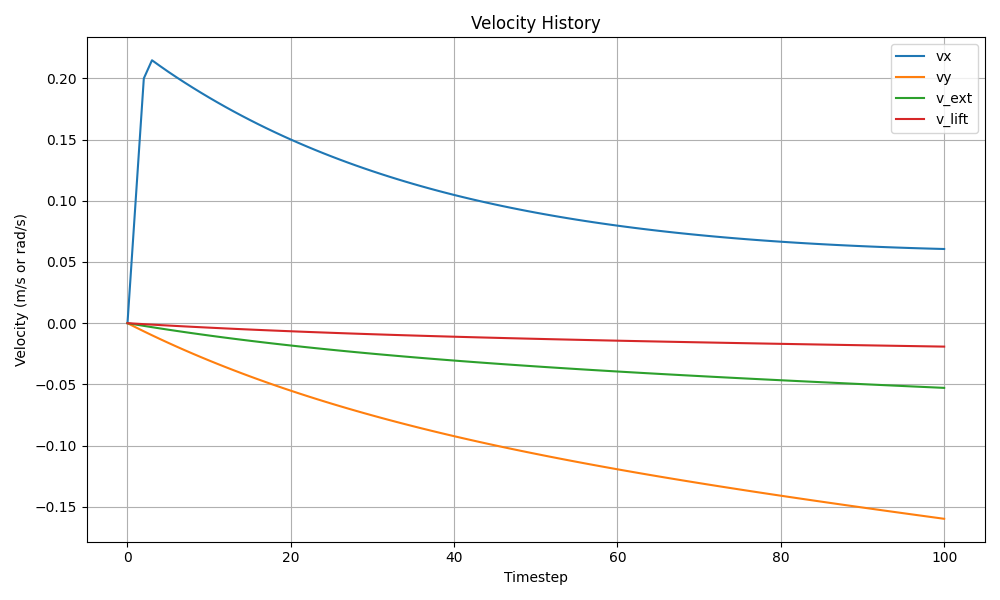 Velocity History
vx
vy
v_ext
v_lift
Velocity (m/s or rad/s)
0.20
0.15
0.10
0.05
0.00
−0.05
−0.10
−0.15
0 20 40 60 80 100
Timestep